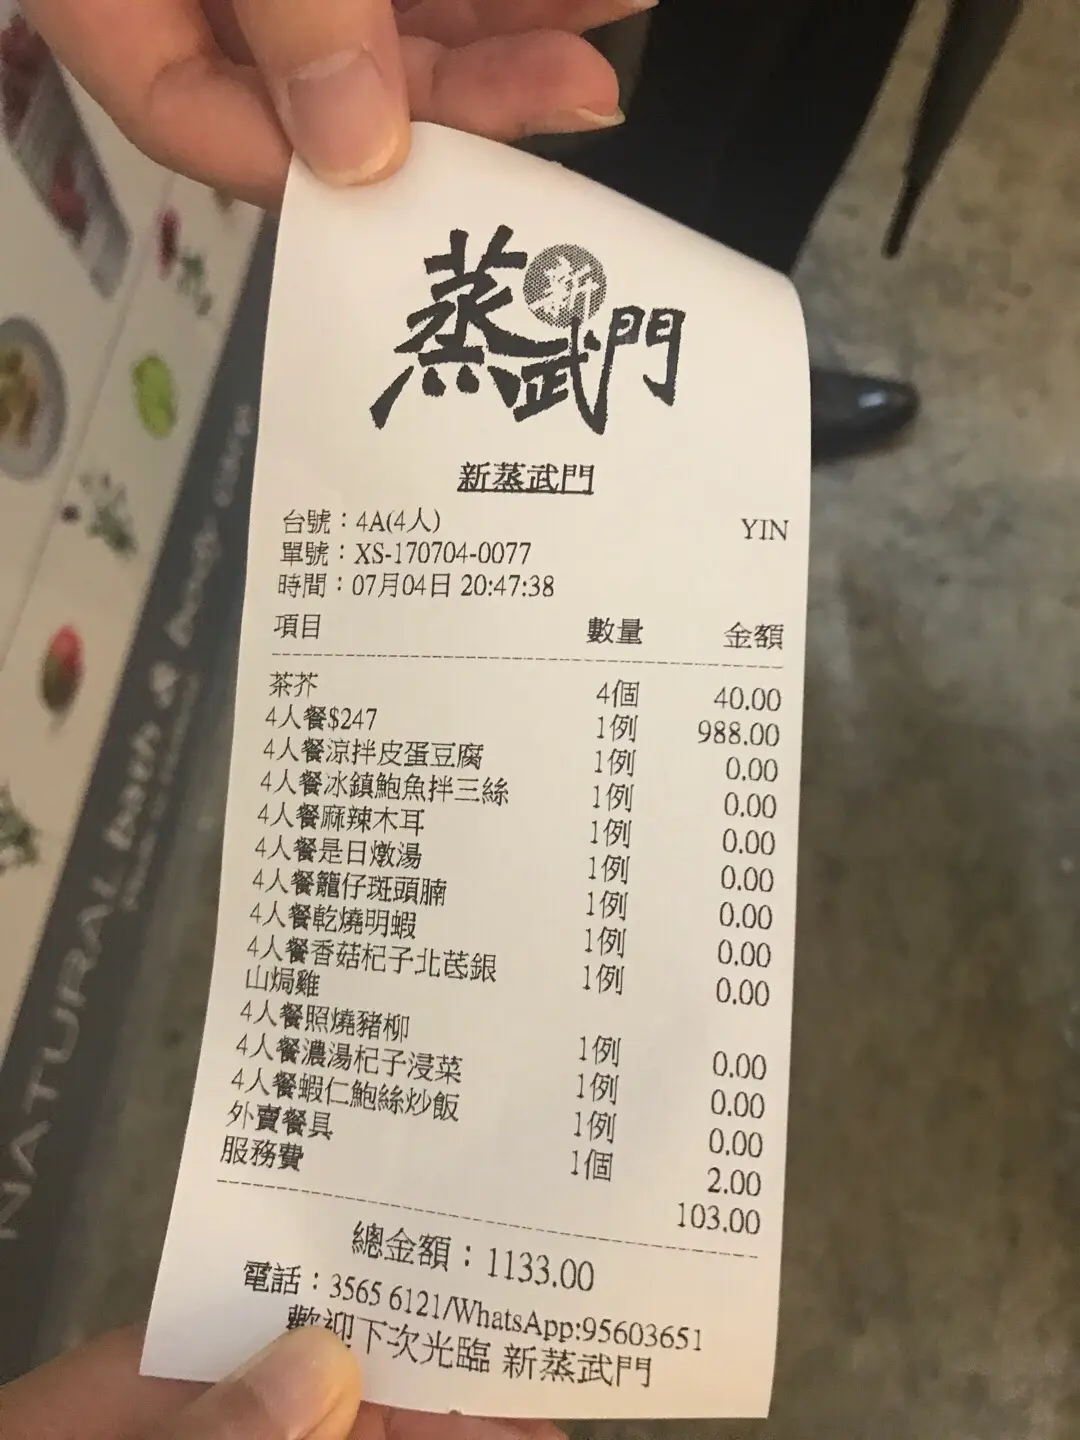 蒸新武門
新蒸武門
台號：4A(4人) YIN
單號：XS-170704-0077
時間：07月04日 20:47:38
項目 數量 金額
茶芥 4個 40.00
4人餐$247 1例 988.00
4人餐涼拌皮蛋豆腐 1例 0.00
4人餐冰鎮鮑魚拌三絲 1例 0.00
4人餐麻辣木耳 1例 0.00
4人餐是日燉湯 1例 0.00
4人餐籠仔斑頭腩 1例 0.00
4人餐乾燒明蝦 1例 0.00
4人餐香菇杞子北芪銀 1例 0.00
山焗雞
4人餐照燒豬柳 1例 0.00
4人餐濃湯杞子浸菜 1例 0.00
4人餐蝦仁鮑絲炒飯 1例 0.00
外賣餐具 1個 2.00
服務費 103.00
總金額：1133.00
電話：3565 6121/WhatsApp:95603651
歡迎下次光臨 新蒸武門
NATURAL